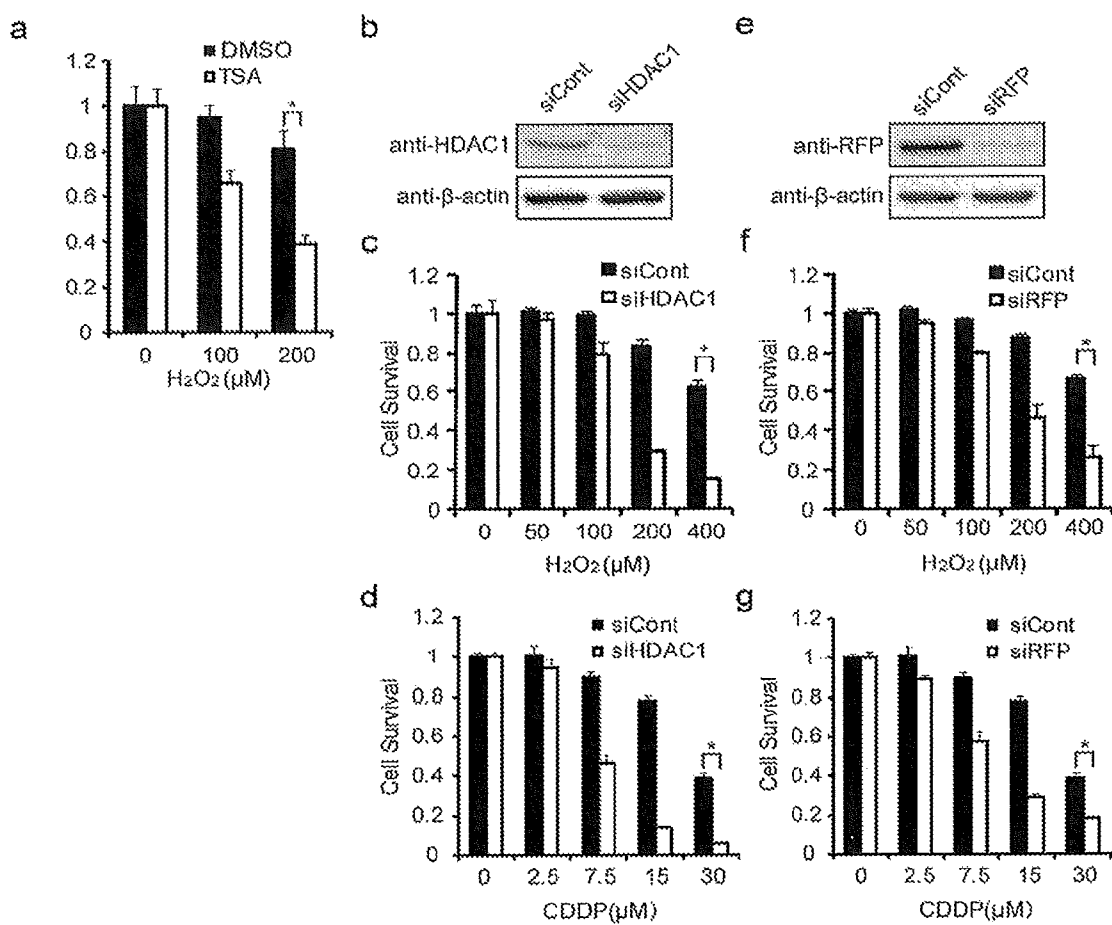 a
1.2
1
0.8
0.6
0.4
0.2
0
DMSO
TSA
*
0 100 200
H₂O₂(µM)
b
siCont siHDAC1
anti-HDAC1
anti-β-actin
e
siCont siRFP
anti-RFP
anti-β-actin
c
Cell Survival
1.2
1
0.8
0.6
0.4
0.2
0
siCont
siHDAC1
*
0 50 100 200 400
H₂O₂(µM)
f
Cell Survival
1.2
1
0.8
0.6
0.4
0.2
0
siCont
siRFP
*
0 50 100 200 400
H₂O₂(µM)
d
Cell Survival
1.2
1
0.8
0.6
0.4
0.2
0
siCont
siHDAC1
*
0 2.5 7.5 15 30
CDDP(µM)
g
Cell Survival
1.2
1
0.8
0.6
0.4
0.2
0
siCont
siRFP
*
0 2.5 7.5 15 30
CDDP(µM)